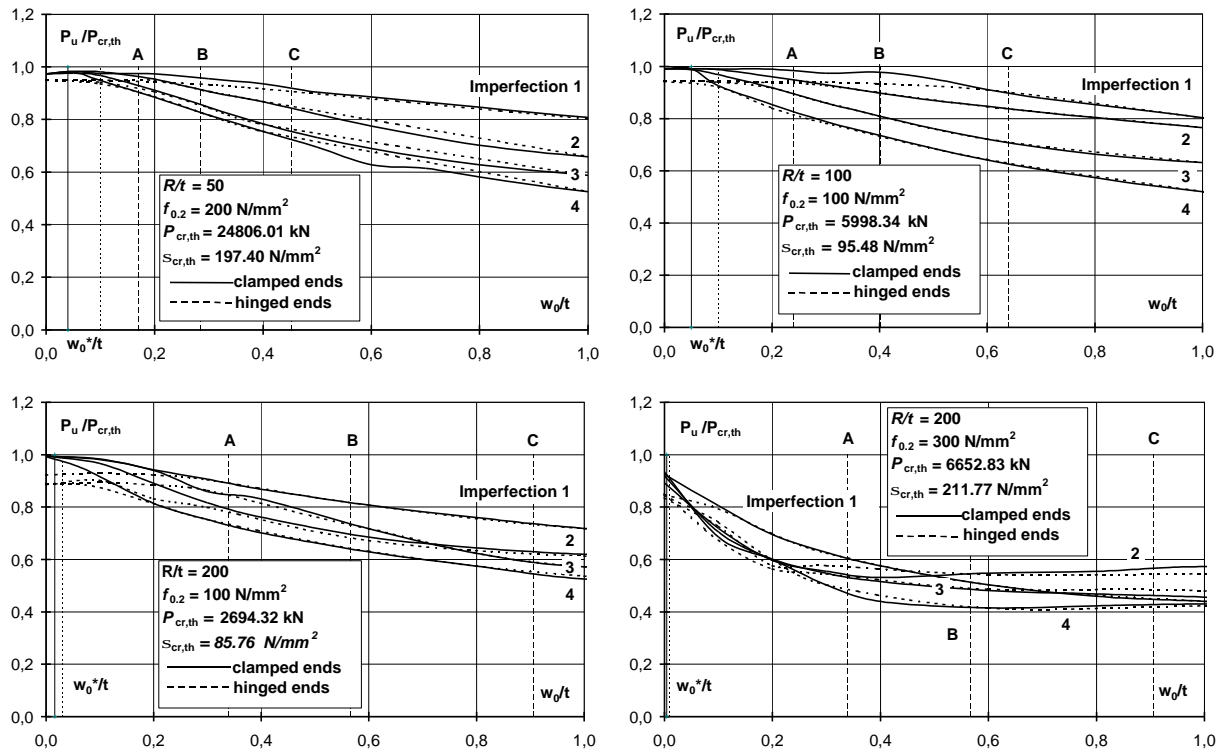 1,2
P_u /P_cr,th
A
B
C
1,0
Imperfection 1
0,8
2
3
4
0,6
R/t = 50
f_0.2 = 200 N/mm²
P_cr,th = 24806.01 kN
s_cr,th = 197.40 N/mm²
clamped ends
hinged ends
0,4
0,2
w_0/t
0,0
0,0
w_0*/t
0,2
0,4
0,6
0,8
1,0
1,2
P_u /P_cr,th
A
B
C
1,0
Imperfection 1
0,8
2
3
4
0,6
R/t = 100
f_0.2 = 100 N/mm²
P_cr,th = 5998.34 kN
s_cr,th = 95.48 N/mm²
clamped ends
hinged ends
0,4
0,2
w_0/t
0,0
0,0
w_0*/t
0,2
0,4
0,6
0,8
1,0
1,2
P_u /P_cr,th
A
B
C
1,0
Imperfection 1
0,8
2
3
4
0,6
R/t = 200
f_0.2 = 100 N/mm²
P_cr,th = 2694.32 kN
s_cr,th = 85.76 N/mm²
clamped ends
hinged ends
0,4
0,2
w_0*/t
w_0/t
0,0
0,0
0,2
0,4
0,6
0,8
1,0
1,2
P_u /P_cr,th
A
C
R/t = 200
f_0.2 = 300 N/mm²
P_cr,th = 6652.83 kN
s_cr,th = 211.77 N/mm²
clamped ends
hinged ends
1,0
Imperfection 1
0,8
2
0,6
3
0,4
4
B
0,2
w_0*/t
w_0/t
0,0
0,0
0,2
0,4
0,6
0,8
1,0